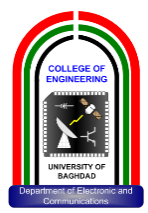 COLLEGE OF
ENGINEERING
UNIVERSITY OF
BAGHDAD
Department of Electronic and
Communications